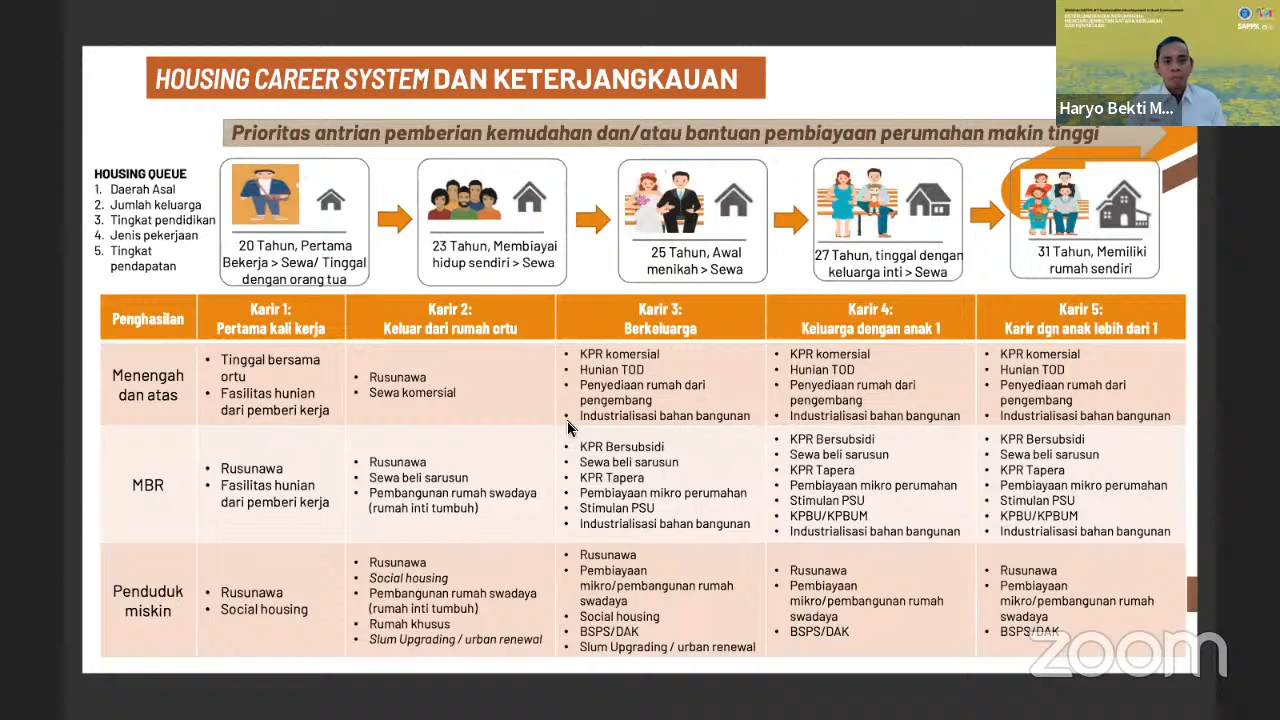 HOUSING CAREER SYSTEM DAN KETERJANGKAUAN
Haryo Bekti M...
SAPPK
Prioritas antrian pemberian kemudahan dan/atau bantuan pembiayaan perumahan makin tinggi
HOUSING QUEUE
1. Daerah Asal
2. Jumlah keluarga
3. Tingkat pendidikan
4. Jenis pekerjaan
5. Tingkat
pendapatan
20 Tahun, Pertama
Bekerja > Sewa/ Tinggal
dengan orang tua
23 Tahun, Membiayai
hidup sendiri > Sewa
25 Tahun, Awal
menikah > Sewa
27 Tahun, tinggal dengan
keluarga inti > Sewa
31 Tahun, Memiliki
rumah sendiri
Penghasilan
Karir 1:
Pertama kali kerja
Karir 2:
Keluar dari rumah ortu
Karir 3:
Berkeluarga
Karir 4:
Keluarga dengan anak 1
Karir 5:
Karir dgn anak lebih dari 1
Menengah
dan atas
• Tinggal bersama
ortu
• Fasilitas hunian
dari pemberi kerja
• Rusunawa
• Sewa komersial
• KPR komersial
• Hunian TOD
• Penyediaan rumah dari
pengembang
• Industrialisasi bahan bangunan
• KPR komersial
• Hunian TOD
• Penyediaan rumah dari
pengembang
• Industrialisasi bahan bangunan
• KPR komersial
• Hunian TOD
• Penyediaan rumah dari
pengembang
• Industrialisasi bahan bangunan
MBR
• Rusunawa
• Fasilitas hunian
dari pemberi kerja
• Rusunawa
• Sewa beli sarusun
• Pembangunan rumah swadaya
(rumah inti tumbuh)
• KPR Bersubsidi
• Sewa beli sarusun
• KPR Tapera
• Pembiayaan mikro perumahan
• Stimulan PSU
• Industrialisasi bahan bangunan
• KPR Bersubsidi
• Sewa beli sarusun
• KPR Tapera
• Pembiayaan mikro perumahan
• Stimulan PSU
• KPBU/KPBUM
• Industrialisasi bahan bangunan
• KPR Bersubsidi
• Sewa beli sarusun
• KPR Tapera
• Pembiayaan mikro perumahan
• Stimulan PSU
• KPBU/KPBUM
• Industrialisasi bahan bangunan
Penduduk
miskin
• Rusunawa
• Social housing
• Rusunawa
• Social housing
• Pembangunan rumah swadaya
(rumah inti tumbuh)
• Rumah khusus
• Slum Upgrading / urban renewal
• Rusunawa
• Pembiayaan
mikro/pembangunan rumah
swadaya
• Social housing
• BSPS/DAK
• Slum Upgrading / urban renewal
• Rusunawa
• Pembiayaan
mikro/pembangunan rumah
swadaya
• BSPS/DAK
• Rusunawa
• Pembiayaan
mikro/pembangunan rumah
swadaya
• BSPS/DAK
zoom